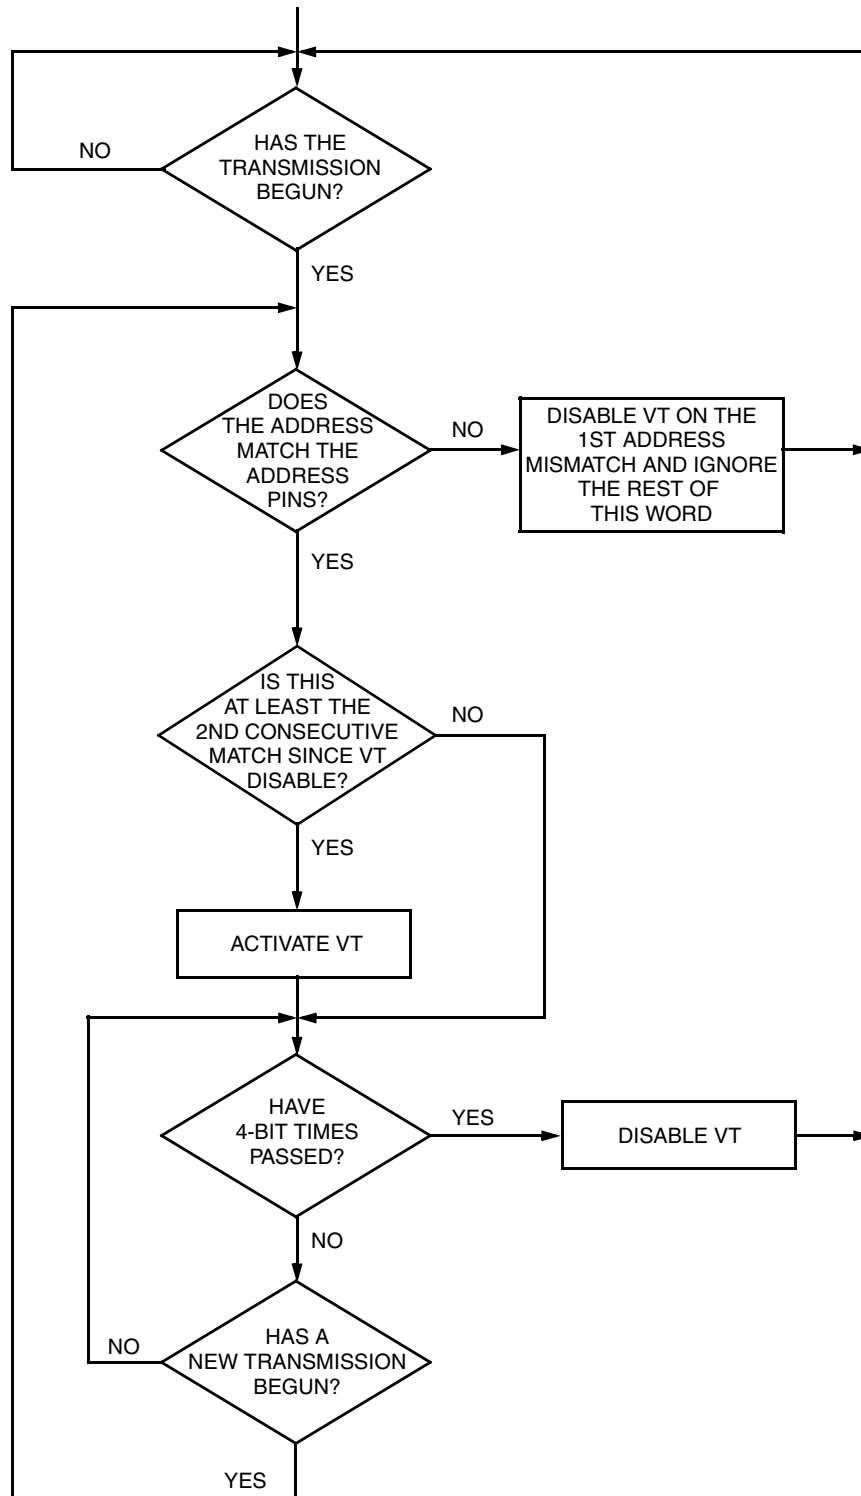 HAS THE
TRANSMISSION
BEGUN?
NO
YES
DOES
THE ADDRESS
MATCH THE
ADDRESS
PINS?
NO
DISABLE VT ON THE
1ST ADDRESS
MISMATCH AND IGNORE
THE REST OF
THIS WORD
YES
IS THIS
AT LEAST THE
2ND CONSECUTIVE
MATCH SINCE VT
DISABLE?
NO
YES
ACTIVATE VT
HAVE
4-BIT TIMES
PASSED?
YES
DISABLE VT
NO
HAS A
NEW TRANSMISSION
BEGUN?
NO
YES